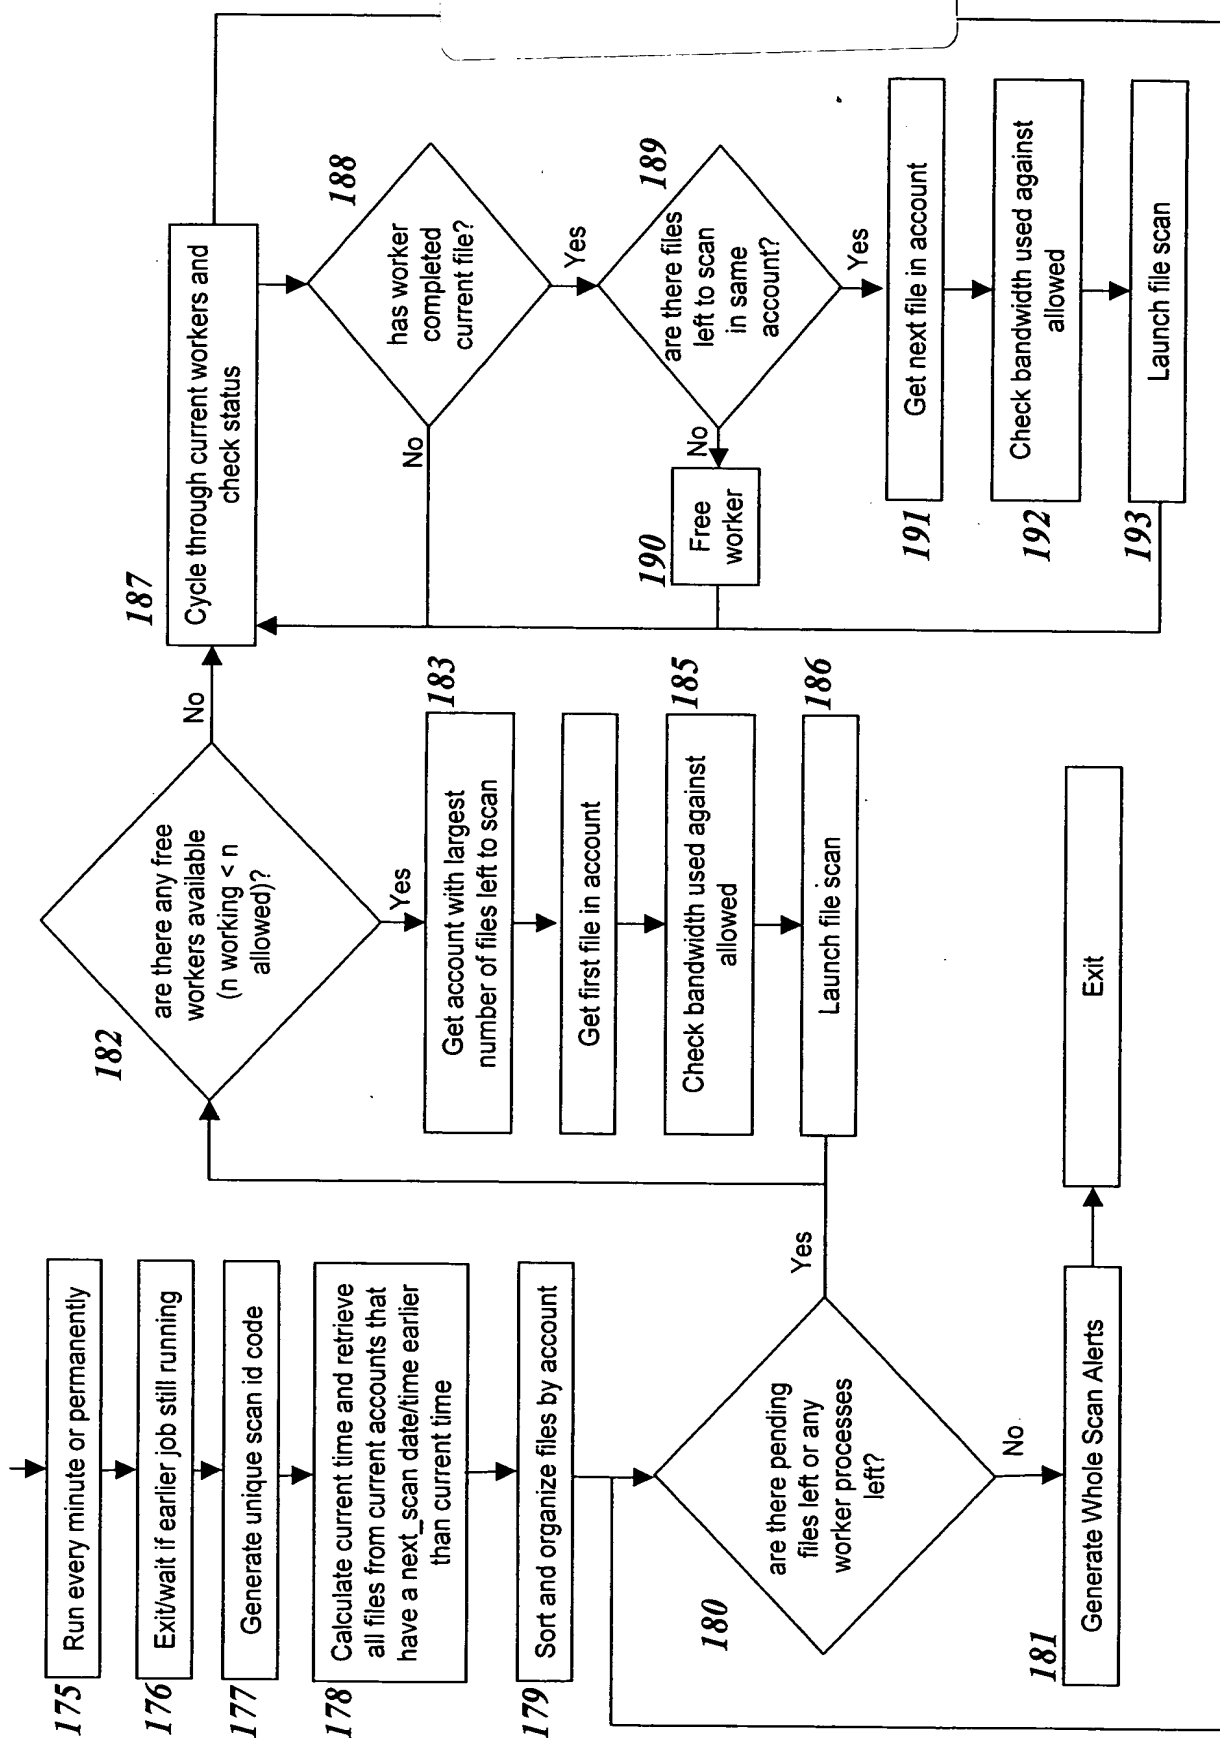 175
Run every minute or permanently
176
Exit/wait if earlier job still running
177
Generate unique scan id code
178
Calculate current time and retrieve
all files from current accounts that
have a next_scan date/time earlier
than current time
179
Sort and organize files by account
180
are there pending
files left or any
worker processes
left?
Yes
No
181
Generate Whole Scan Alerts
Exit
182
are there any free
workers available
(n working < n
allowed)?
No
Yes
183
Get account with largest
number of files left to scan
Get first file in account
185
Check bandwidth used against
allowed
186
Launch file scan
187
Cycle through current workers and
check status
188
has worker
completed
current file?
No
Yes
189
are there files
left to scan
in same
account?
No
Yes
190
Free
worker
191
Get next file in account
192
Check bandwidth used against
allowed
193
Launch file scan